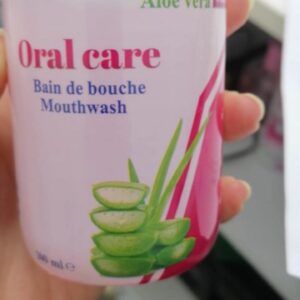 Aloe Vera
Oral care
Bain de bouche
Mouthwash
300 ml ℮